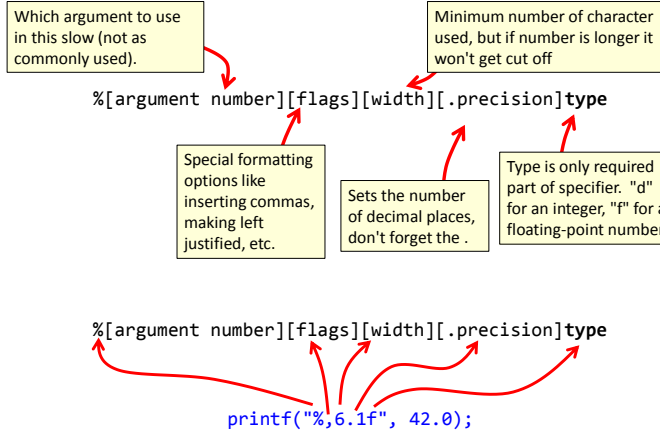 Which argument to use
in this slow (not as
commonly used).
Minimum number of character
used, but if number is longer it
won't get cut off
%[argument number][flags][width][.precision]type
Special formatting
options like
inserting commas,
making left
justified, etc.
Sets the number
of decimal places,
don't forget the .
Type is only required
part of specifier. "d"
for an integer, "f" for a
floating-point number
%[argument number][flags][width][.precision]type
printf("%,6.1f", 42.0);